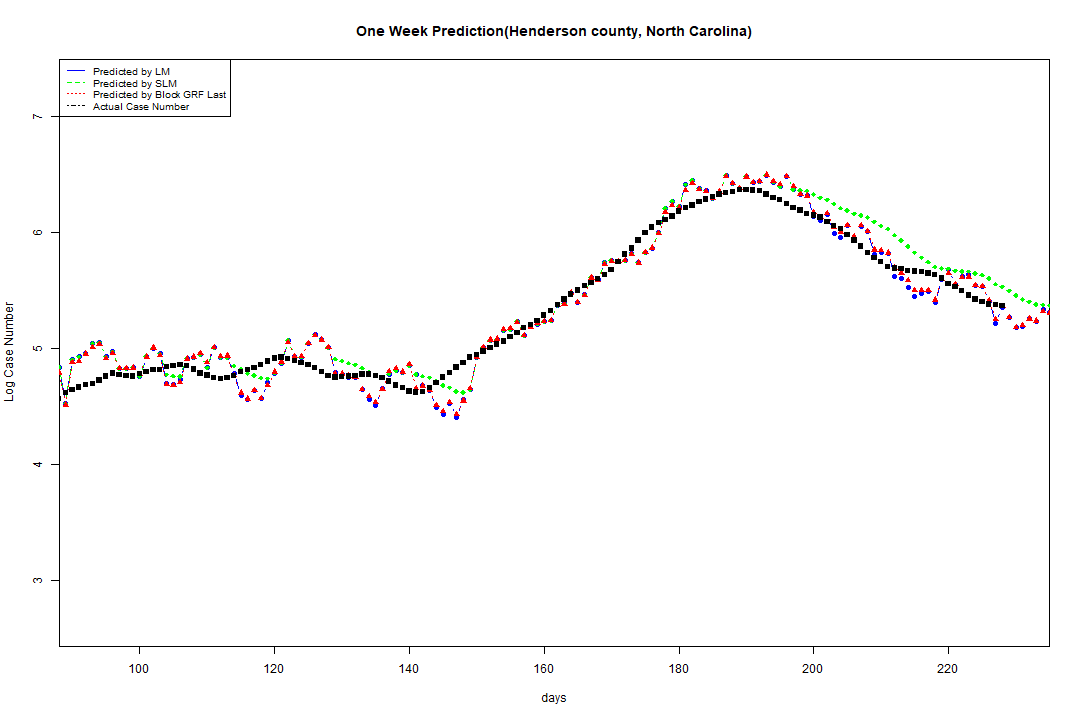 One Week Prediction(Henderson county, North Carolina)
Predicted by LM
Predicted by SLM
Predicted by Block GRF Last
Actual Case Number
7
6
5
4
3
Log Case Number
100 120 140 160 180 200 220
days